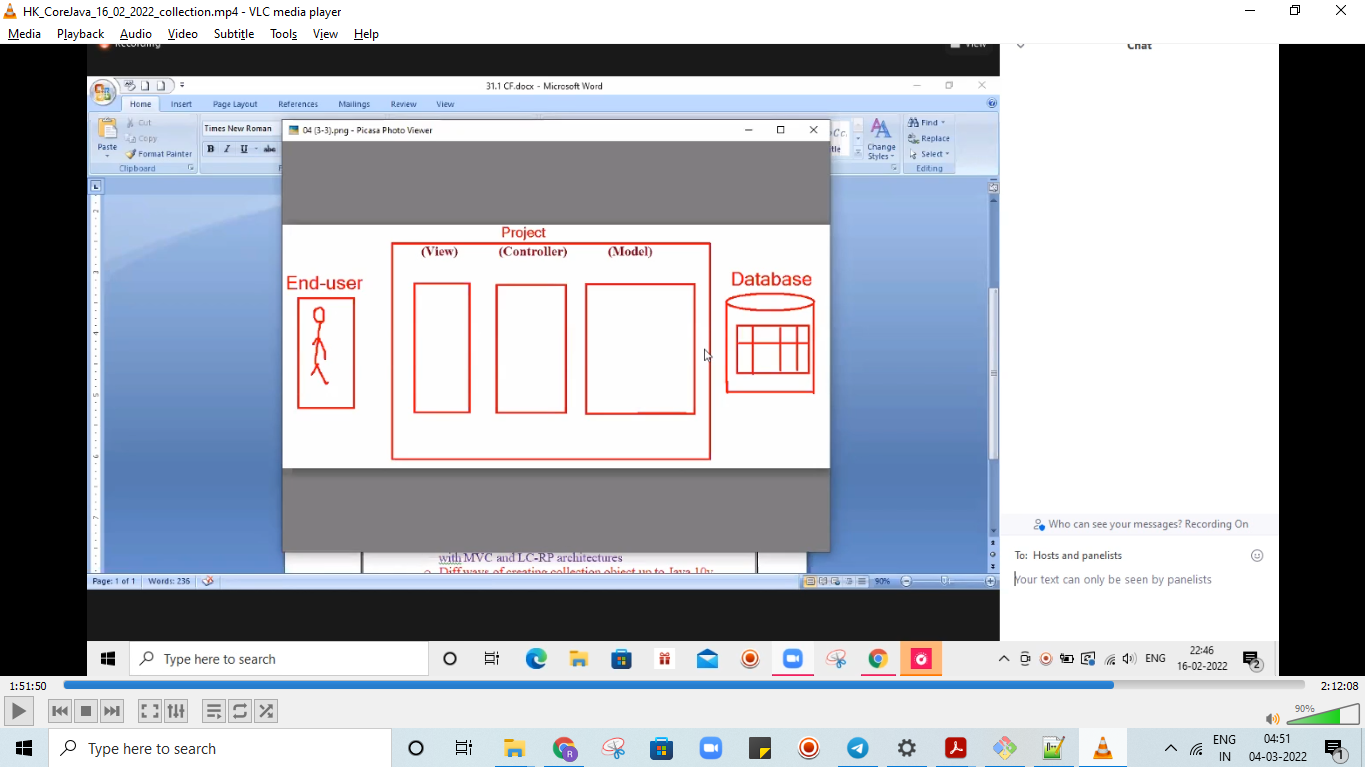 HK_CoreJava_16_02_2022_collection.mp4 - VLC media player
Media Playback Audio Video Subtitle Tools View Help
Recording
View
Chat
31.1 CF.docx - Microsoft Word
Home Insert Page Layout References Mailings Review View
Paste
Cut
Copy
Format Painter
Clipboard
Times New Roman
B I U abc
04 (3-3).png - Picasa Photo Viewer
Change Styles
Find
Replace
Select
Editing
Project
(View) (Controller) (Model)
End-user
Database
with MVC and LC-RP architectures
Diff ways of creating collection object up to Java 10v
Page: 1 of 1 Words: 236
90%
Who can see your messages? Recording On
To: Hosts and panelists
Your text can only be seen by panelists
Type here to search
ENG
22:46
16-02-2022
2
1:51:50
2:12:08
90%
Type here to search
ENG
IN
04:51
04-03-2022
1